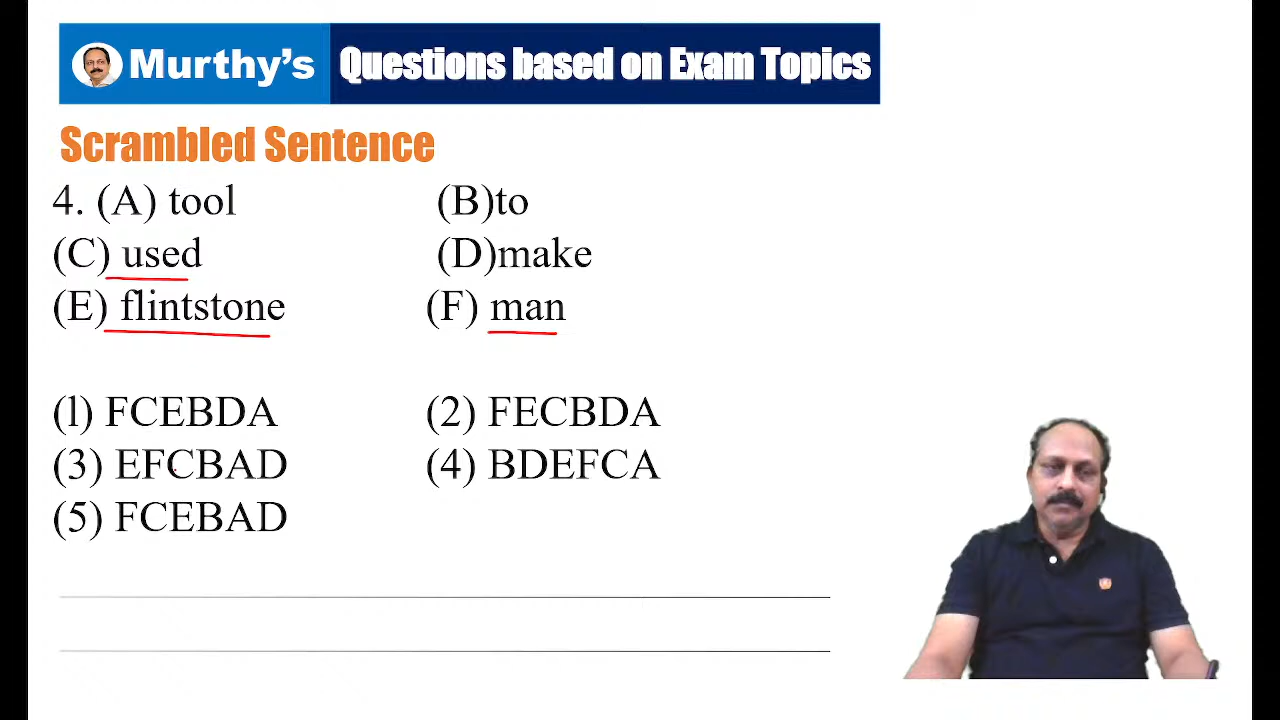 Murthy's Questions based on Exam Topics
Scrambled Sentence
4. (A) tool (B)to
(C) used (D)make
(E) flintstone (F) man
(1) FCEBDA (2) FECBDA
(3) EFCBAD (4) BDEFCA
(5) FCEBAD